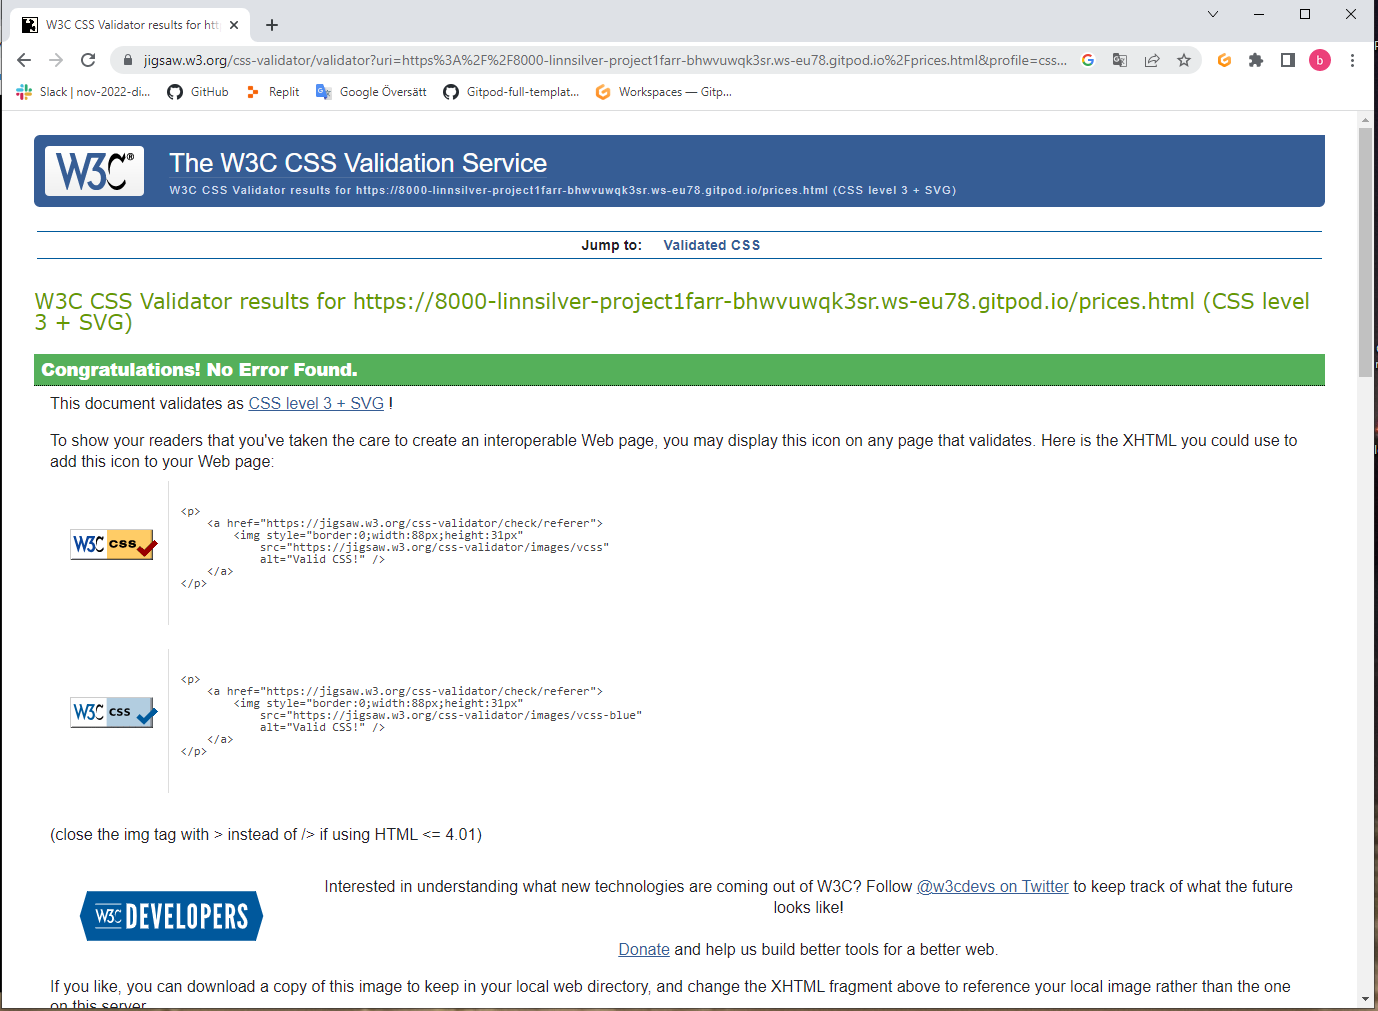 W3C CSS Validator results for htt
jigsaw.w3.org/css-validator/validator?uri=https%3A%2F%2F8000-linnsilver-project1farr-bhwvuwqk3sr.ws-eu78.gitpod.io%2Fprices.html&profile=css...
b
Slack | nov-2022-di... GitHub Replit Google Översätt Gitpod-full-templat... Workspaces — Gitp...
W3C® The W3C CSS Validation Service
W3C CSS Validator results for https://8000-linnsilver-project1farr-bhwvuwqk3sr.ws-eu78.gitpod.io/prices.html (CSS level 3 + SVG)
Jump to: Validated CSS
W3C CSS Validator results for https://8000-linnsilver-project1farr-bhwvuwqk3sr.ws-eu78.gitpod.io/prices.html (CSS level
3 + SVG)
Congratulations! No Error Found.
This document validates as CSS level 3 + SVG !
To show your readers that you've taken the care to create an interoperable Web page, you may display this icon on any page that validates. Here is the XHTML you could use to
add this icon to your Web page:
W3C css
<p>
<a href="https://jigsaw.w3.org/css-validator/check/referer">
<img style="border:0;width:88px;height:31px"
src="https://jigsaw.w3.org/css-validator/images/vcss"
alt="Valid CSS!" />
</a>
</p>
W3C css
<p>
<a href="https://jigsaw.w3.org/css-validator/check/referer">
<img style="border:0;width:88px;height:31px"
src="https://jigsaw.w3.org/css-validator/images/vcss-blue"
alt="Valid CSS!" />
</a>
</p>
(close the img tag with > instead of /> if using HTML <= 4.01)
W3C DEVELOPERS
Interested in understanding what new technologies are coming out of W3C? Follow @w3cdevs on Twitter to keep track of what the future
looks like!
Donate and help us build better tools for a better web.
If you like, you can download a copy of this image to keep in your local web directory, and change the XHTML fragment above to reference your local image rather than the one
on this server.